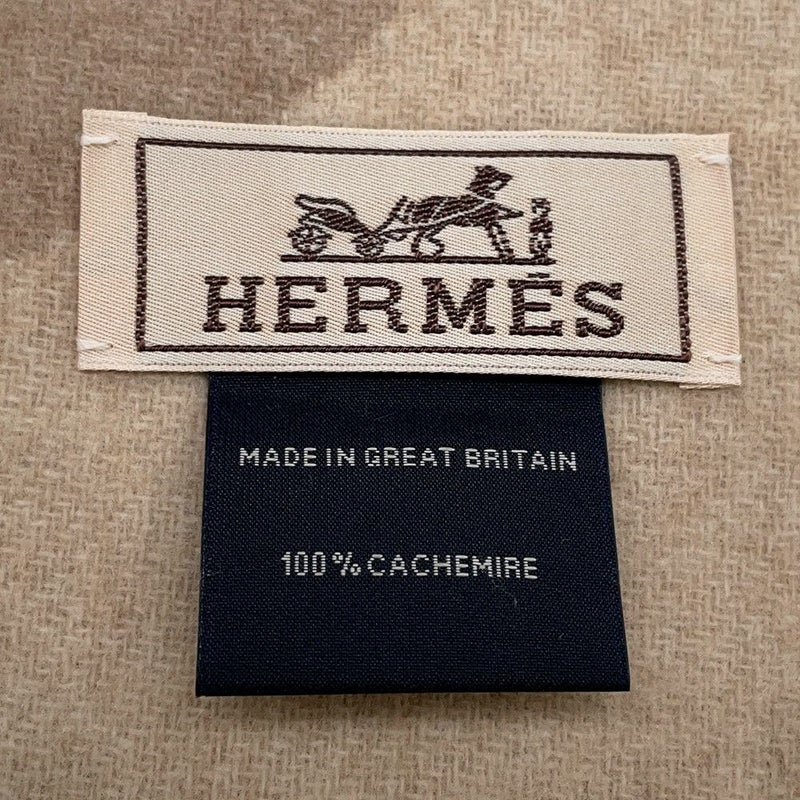 HERMÈS
MADE IN GREAT BRITAIN
100% CACHEMIRE